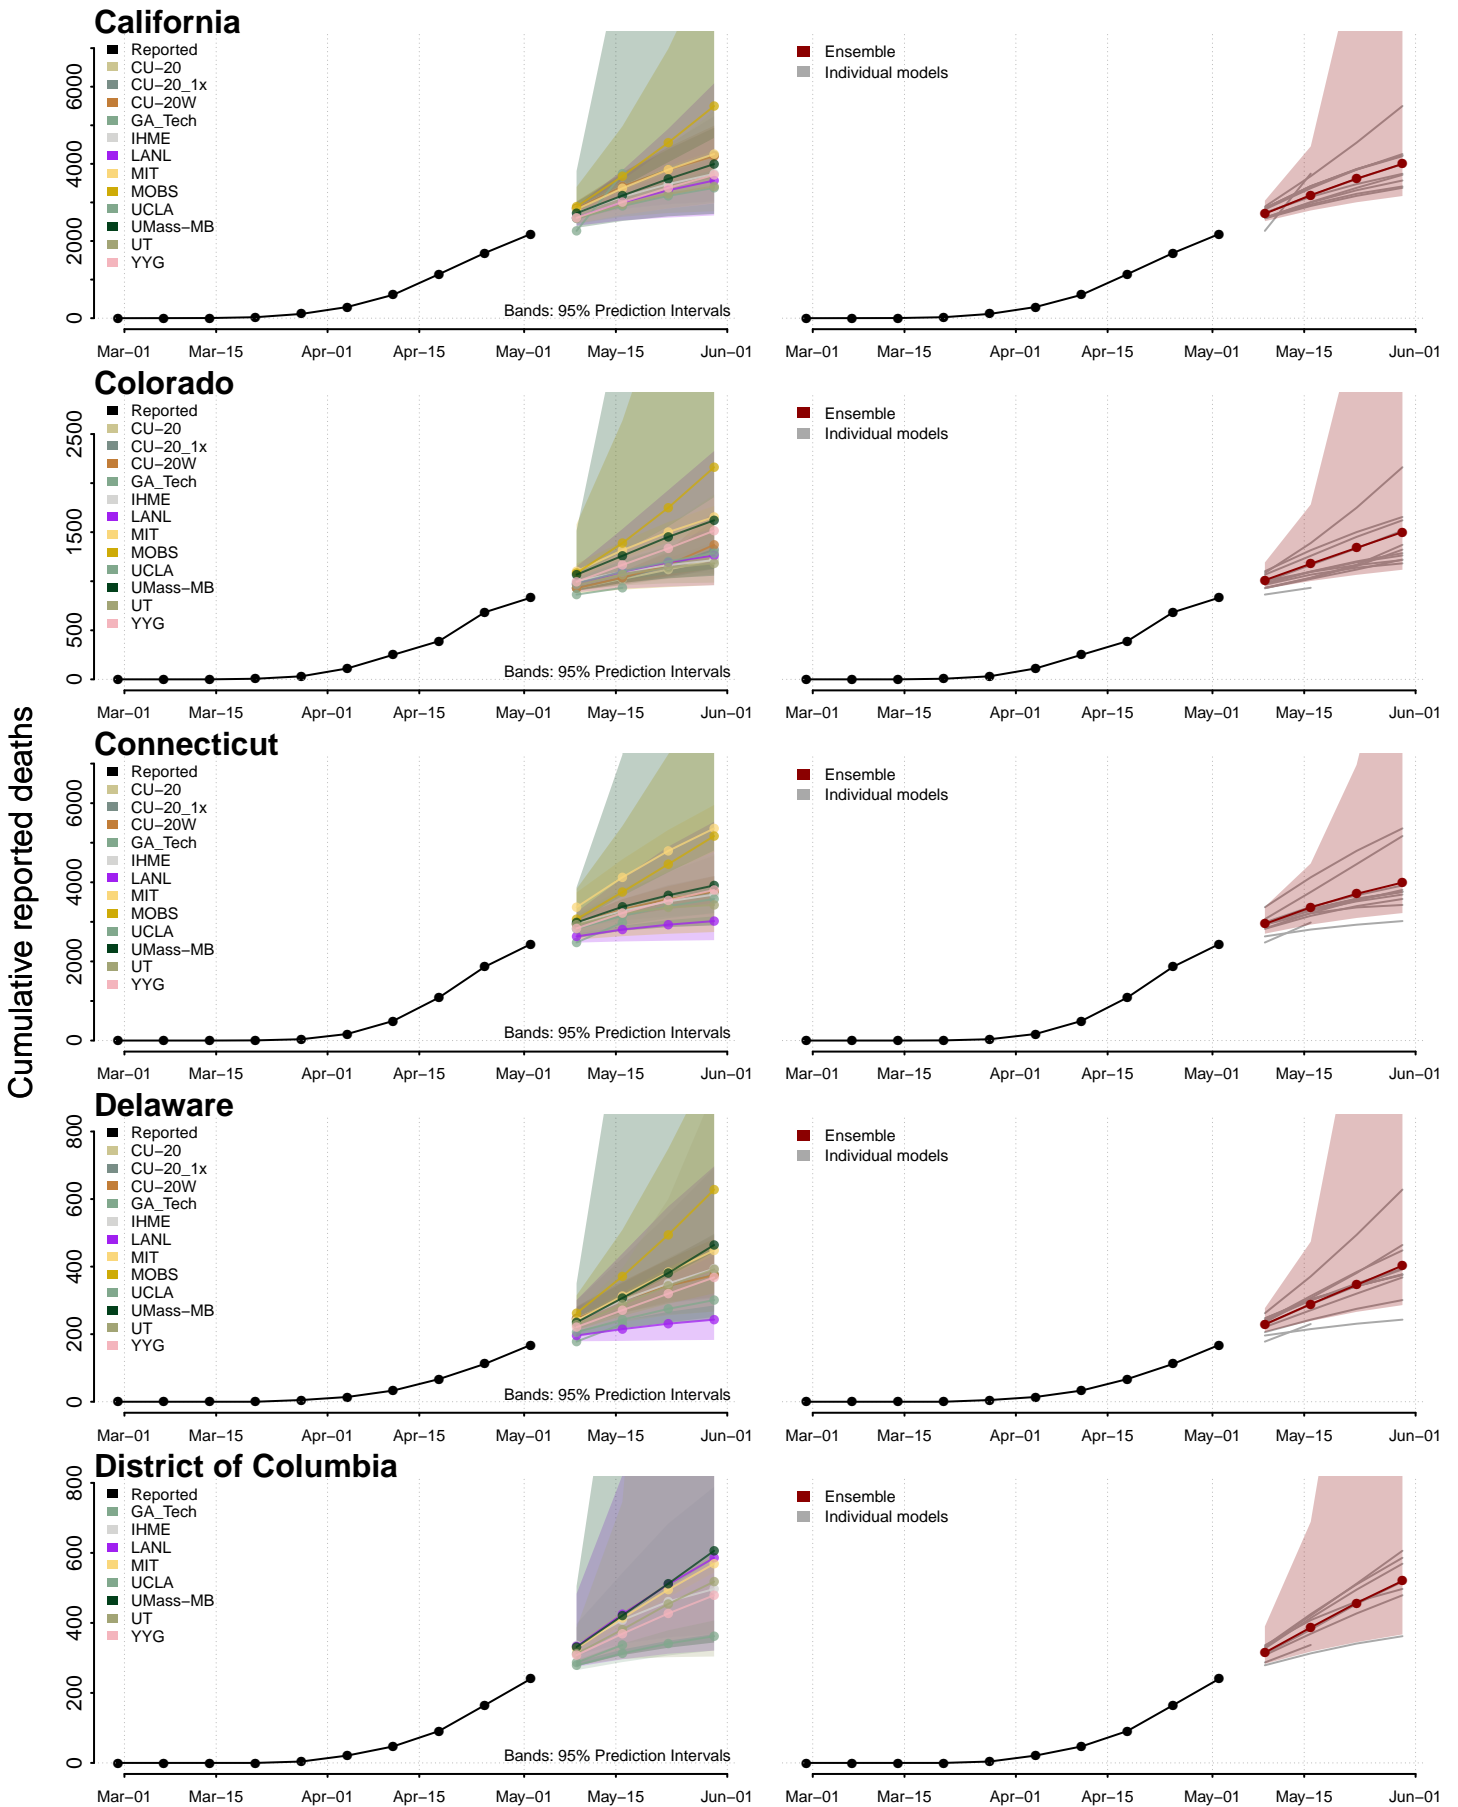 Cumulative reported deaths
California
Reported
CU−20
CU−20_1x
CU−20W
GA_Tech
IHME
LANL
MIT
MOBS
UCLA
UMass−MB
UT
YYG
0
2000
4000
6000
Bands: 95% Prediction Intervals
Mar−01 Mar−15 Apr−01 Apr−15 May−01 May−15 Jun−01
Ensemble
Individual models
Mar−01 Mar−15 Apr−01 Apr−15 May−01 May−15 Jun−01
Colorado
Reported
CU−20
CU−20_1x
CU−20W
GA_Tech
IHME
LANL
MIT
MOBS
UCLA
UMass−MB
UT
YYG
0
500
1500
2500
Bands: 95% Prediction Intervals
Mar−01 Mar−15 Apr−01 Apr−15 May−01 May−15 Jun−01
Ensemble
Individual models
Mar−01 Mar−15 Apr−01 Apr−15 May−01 May−15 Jun−01
Connecticut
Reported
CU−20
CU−20_1x
CU−20W
GA_Tech
IHME
LANL
MIT
MOBS
UCLA
UMass−MB
UT
YYG
0
2000
4000
6000
Bands: 95% Prediction Intervals
Mar−01 Mar−15 Apr−01 Apr−15 May−01 May−15 Jun−01
Ensemble
Individual models
Mar−01 Mar−15 Apr−01 Apr−15 May−01 May−15 Jun−01
Delaware
Reported
CU−20
CU−20_1x
CU−20W
GA_Tech
IHME
LANL
MIT
MOBS
UCLA
UMass−MB
UT
YYG
0
200
400
600
800
Bands: 95% Prediction Intervals
Mar−01 Mar−15 Apr−01 Apr−15 May−01 May−15 Jun−01
Ensemble
Individual models
Mar−01 Mar−15 Apr−01 Apr−15 May−01 May−15 Jun−01
District of Columbia
Reported
GA_Tech
IHME
LANL
MIT
UCLA
UMass−MB
UT
YYG
0
200
400
600
800
Bands: 95% Prediction Intervals
Mar−01 Mar−15 Apr−01 Apr−15 May−01 May−15 Jun−01
Ensemble
Individual models
Mar−01 Mar−15 Apr−01 Apr−15 May−01 May−15 Jun−01